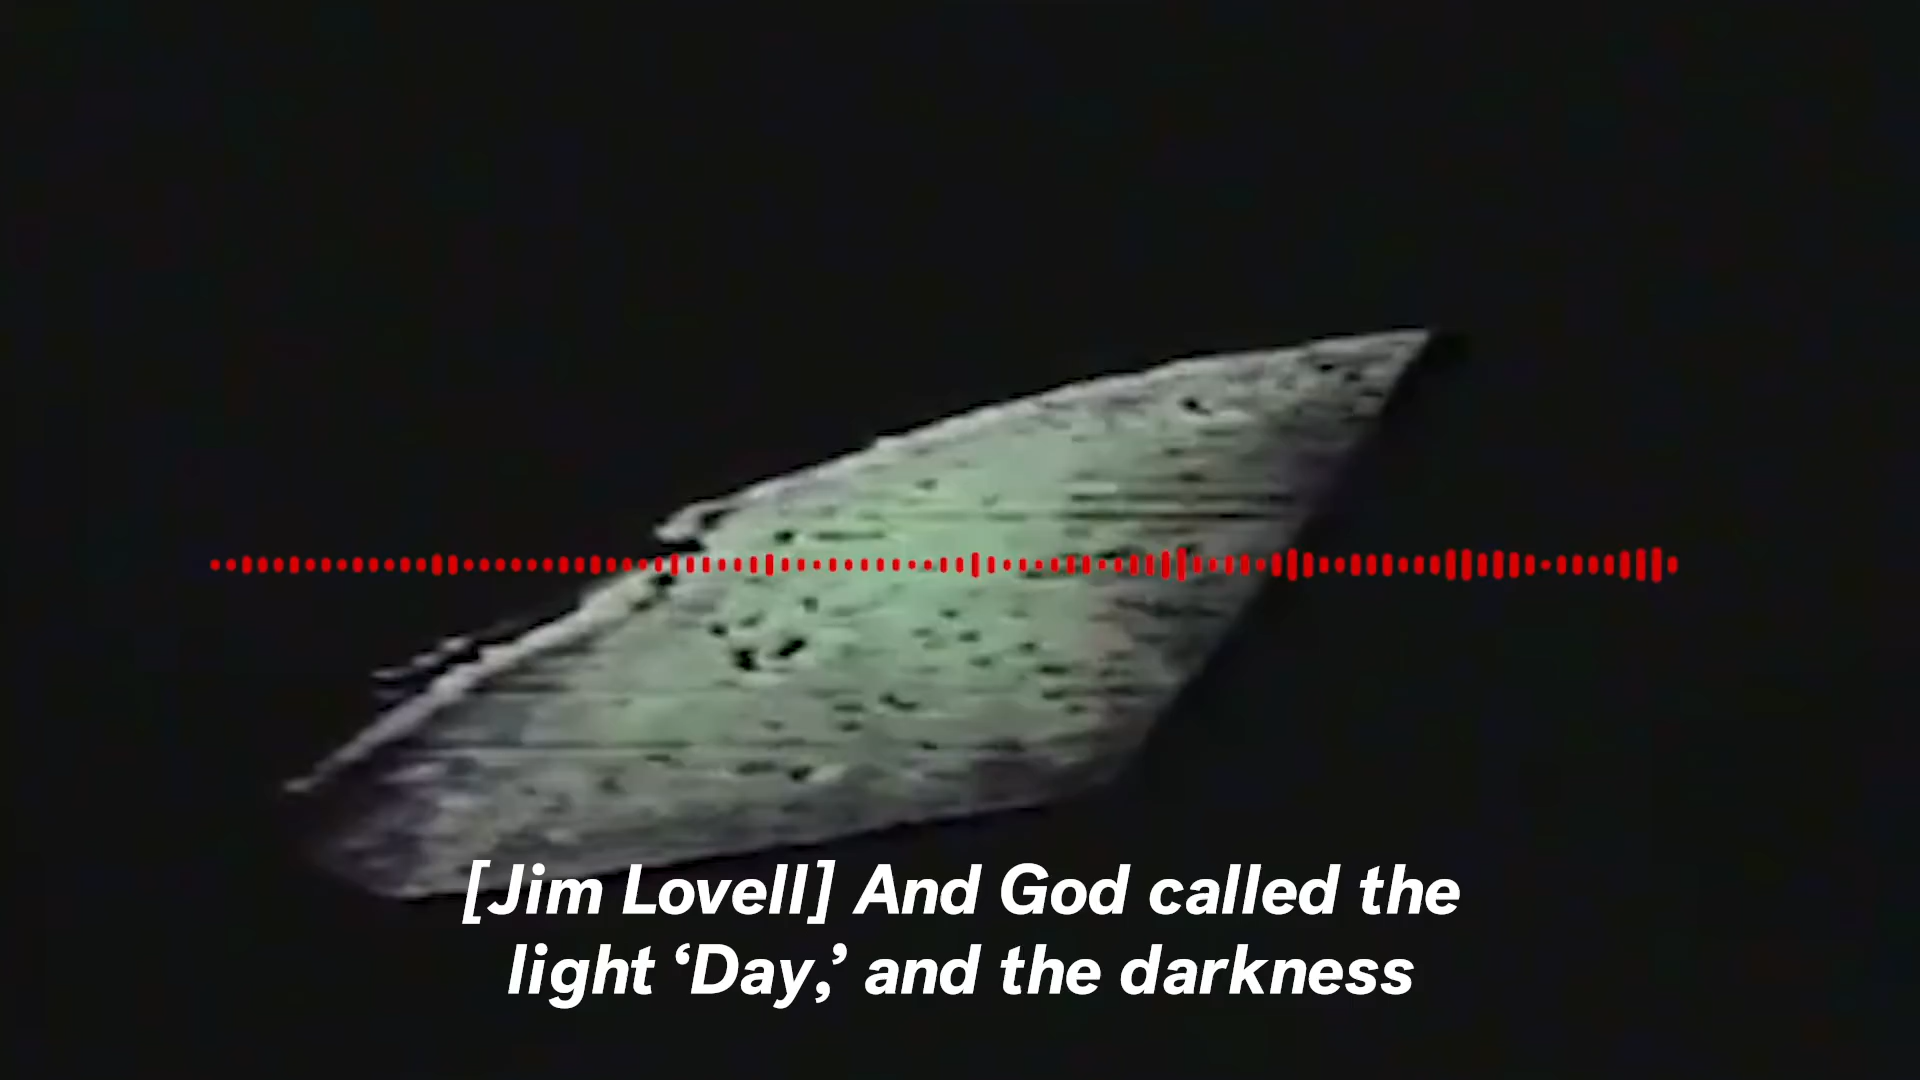 [Jim Lovell] And God called the
light ‘Day,’ and the darkness